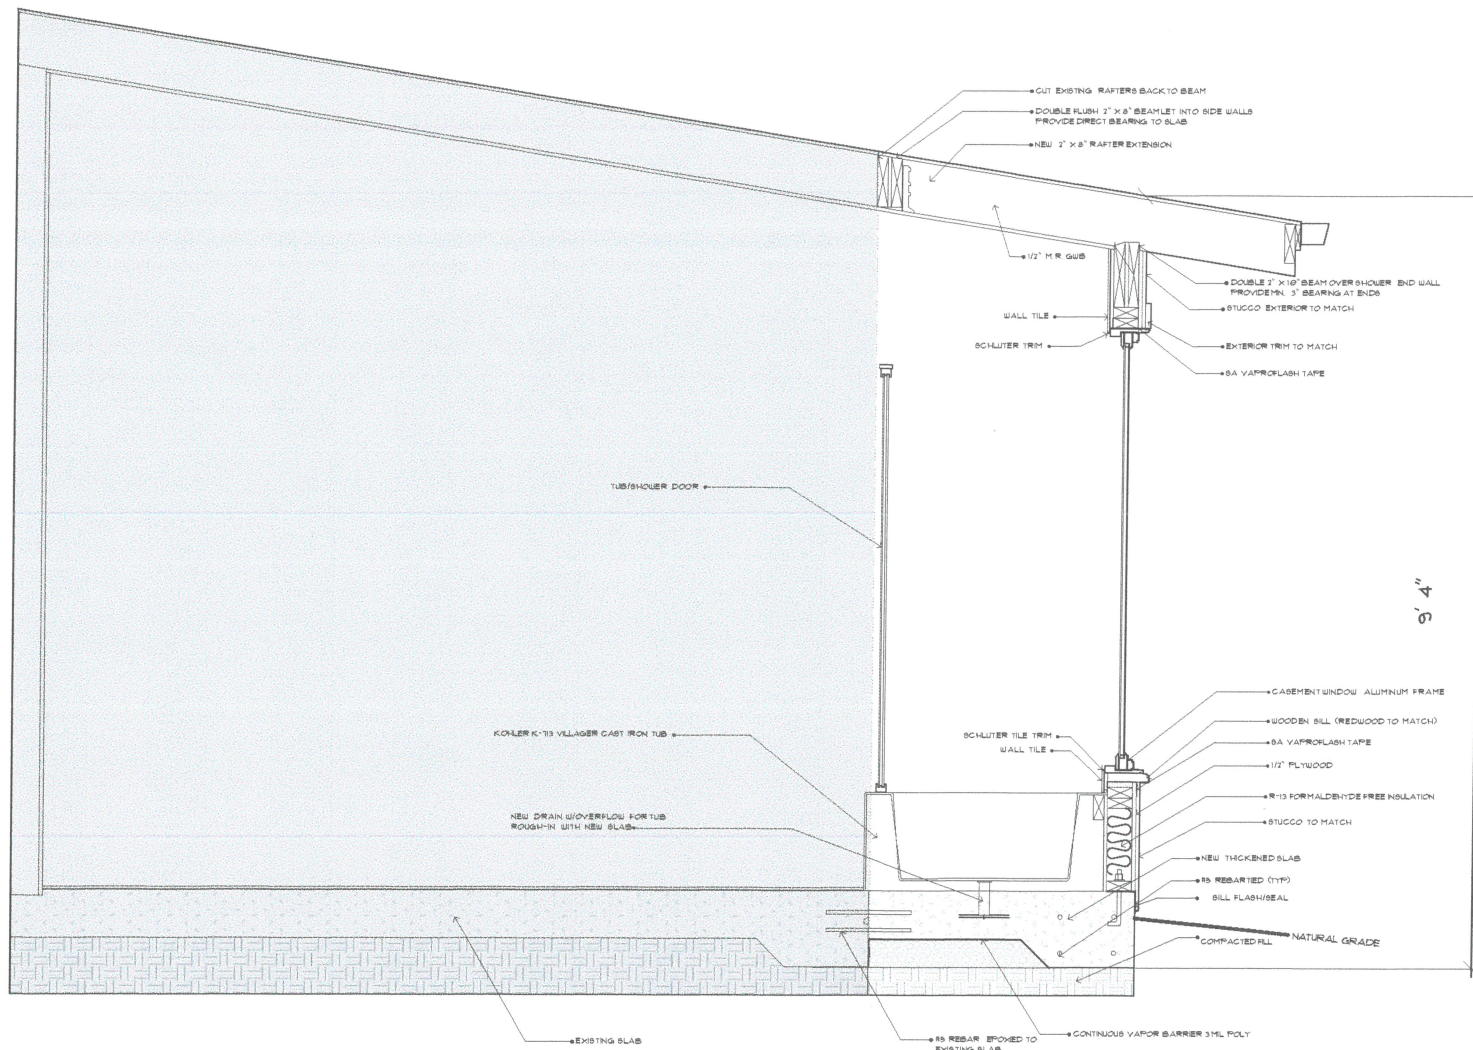 CUT EXISTING RAFTERS BACK TO BEAM
DOUBLE FLUSH 2" X 8" BEAM LET INTO SIDE WALLS
PROVIDE DIRECT BEARING TO SLAB
NEW 2" X 8" RAFTER EXTENSION
1/2" M.R. GWB
DOUBLE 2" X 10" BEAM OVER SHOWER END WALL
PROVIDE MIN. 3" BEARING AT ENDS
WALL TILE
STUCCO EXTERIOR TO MATCH
SCHLUTER TRIM
EXTERIOR TRIM TO MATCH
SA VAPROFLASH TAPE
TUB/SHOWER DOOR
9' 4"
CASEMENT WINDOW ALUMINUM FRAME
WOODEN SILL (REDWOOD TO MATCH)
KOHLER K-713 VILLAGER CAST IRON TUB
SCHLUTER TILE TRIM
WALL TILE
SA VAPROFLASH TAPE
1/2" PLYWOOD
R-13 FORMALDEHYDE FREE INSULATION
NEW DRAIN W/OVERFLOW FOR TUB
ROUGH-IN WITH NEW SLAB
STUCCO TO MATCH
NEW THICKENED SLAB
REBAR TIED (TYP)
SILL FLASH/SEAL
NATURAL GRADE
COMPACTED FILL
CONTINUOUS VAPOR BARRIER 3 MIL POLY
EXISTING SLAB
REBAR EPOXIED TO
EXISTING SLAB